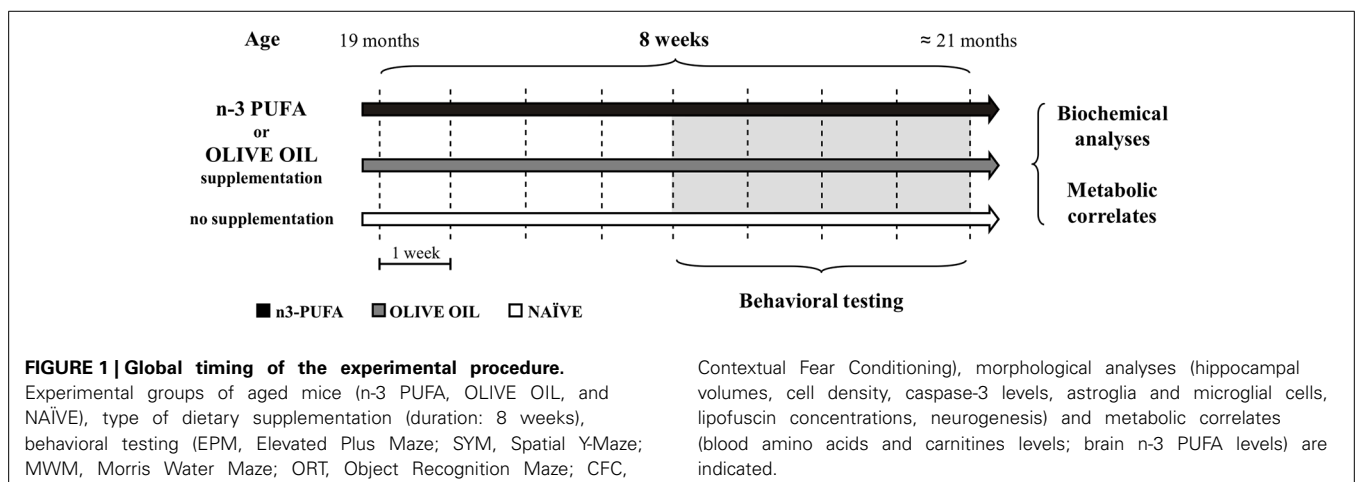 Age 19 months 8 weeks ≈ 21 months
n-3 PUFA
or
OLIVE OIL
supplementation
no supplementation
Biochemical
analyses
Metabolic
correlates
1 week
Behavioral testing
n3-PUFA OLIVE OIL NAÏVE
FIGURE 1 | Global timing of the experimental procedure.
Experimental groups of aged mice (n-3 PUFA, OLIVE OIL, and
NAÏVE), type of dietary supplementation (duration: 8 weeks),
behavioral testing (EPM, Elevated Plus Maze; SYM, Spatial Y-Maze;
MWM, Morris Water Maze; ORT, Object Recognition Maze; CFC,
Contextual Fear Conditioning), morphological analyses (hippocampal
volumes, cell density, caspase-3 levels, astroglia and microglial cells,
lipofuscin concentrations, neurogenesis) and metabolic correlates
(blood amino acids and carnitines levels; brain n-3 PUFA levels) are
indicated.